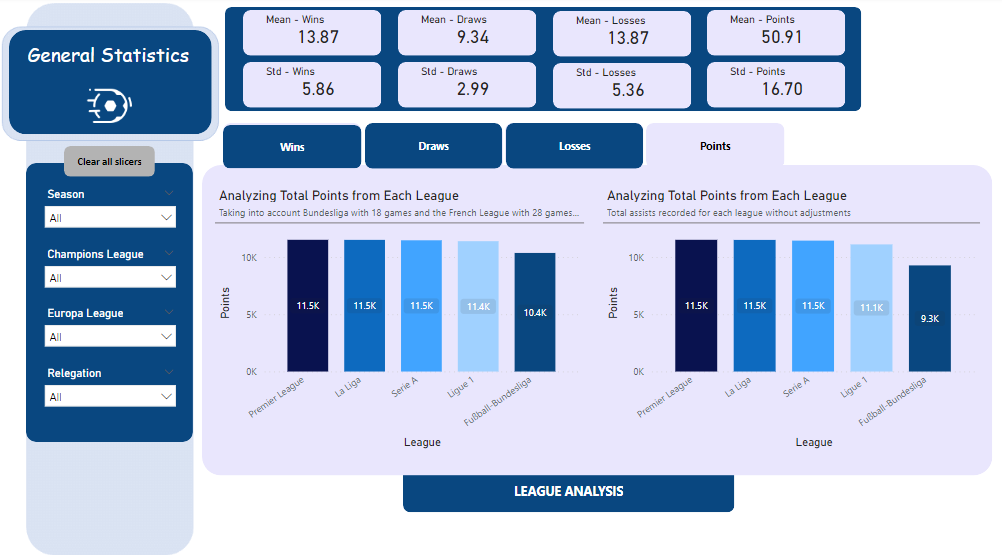 General Statistics
Clear all slicers
Season
All
Champions League
All
Europa League
All
Relegation
All
Mean - Wins
13.87
Mean - Draws
9.34
Mean - Losses
13.87
Mean - Points
50.91
Std - Wins
5.86
Std - Draws
2.99
Std - Losses
5.36
Std - Points
16.70
Wins
Draws
Losses
Points
Analyzing Total Points from Each League
Taking into account Bundesliga with 18 games and the French League with 28 games...
Points
10K
5K
0K
11.5K
11.5K
11.5K
11.4K
10.4K
Premier League
La Liga
Serie A
Ligue 1
Fußball-Bundesliga
League
Analyzing Total Points from Each League
Total assists recorded for each league without adjustments
Points
10K
5K
0K
11.5K
11.5K
11.5K
11.1K
9.3K
Premier League
La Liga
Serie A
Ligue 1
Fußball-Bundesliga
League
LEAGUE ANALYSIS